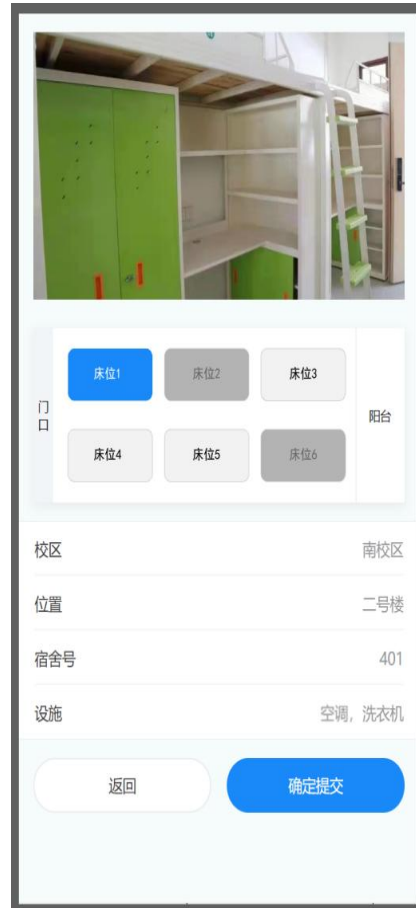 床位1 床位2 床位3
门口
阳台
床位4 床位5 床位6
校区 南校区
位置 二号楼
宿舍号 401
设施 空调，洗衣机
返回 确定提交